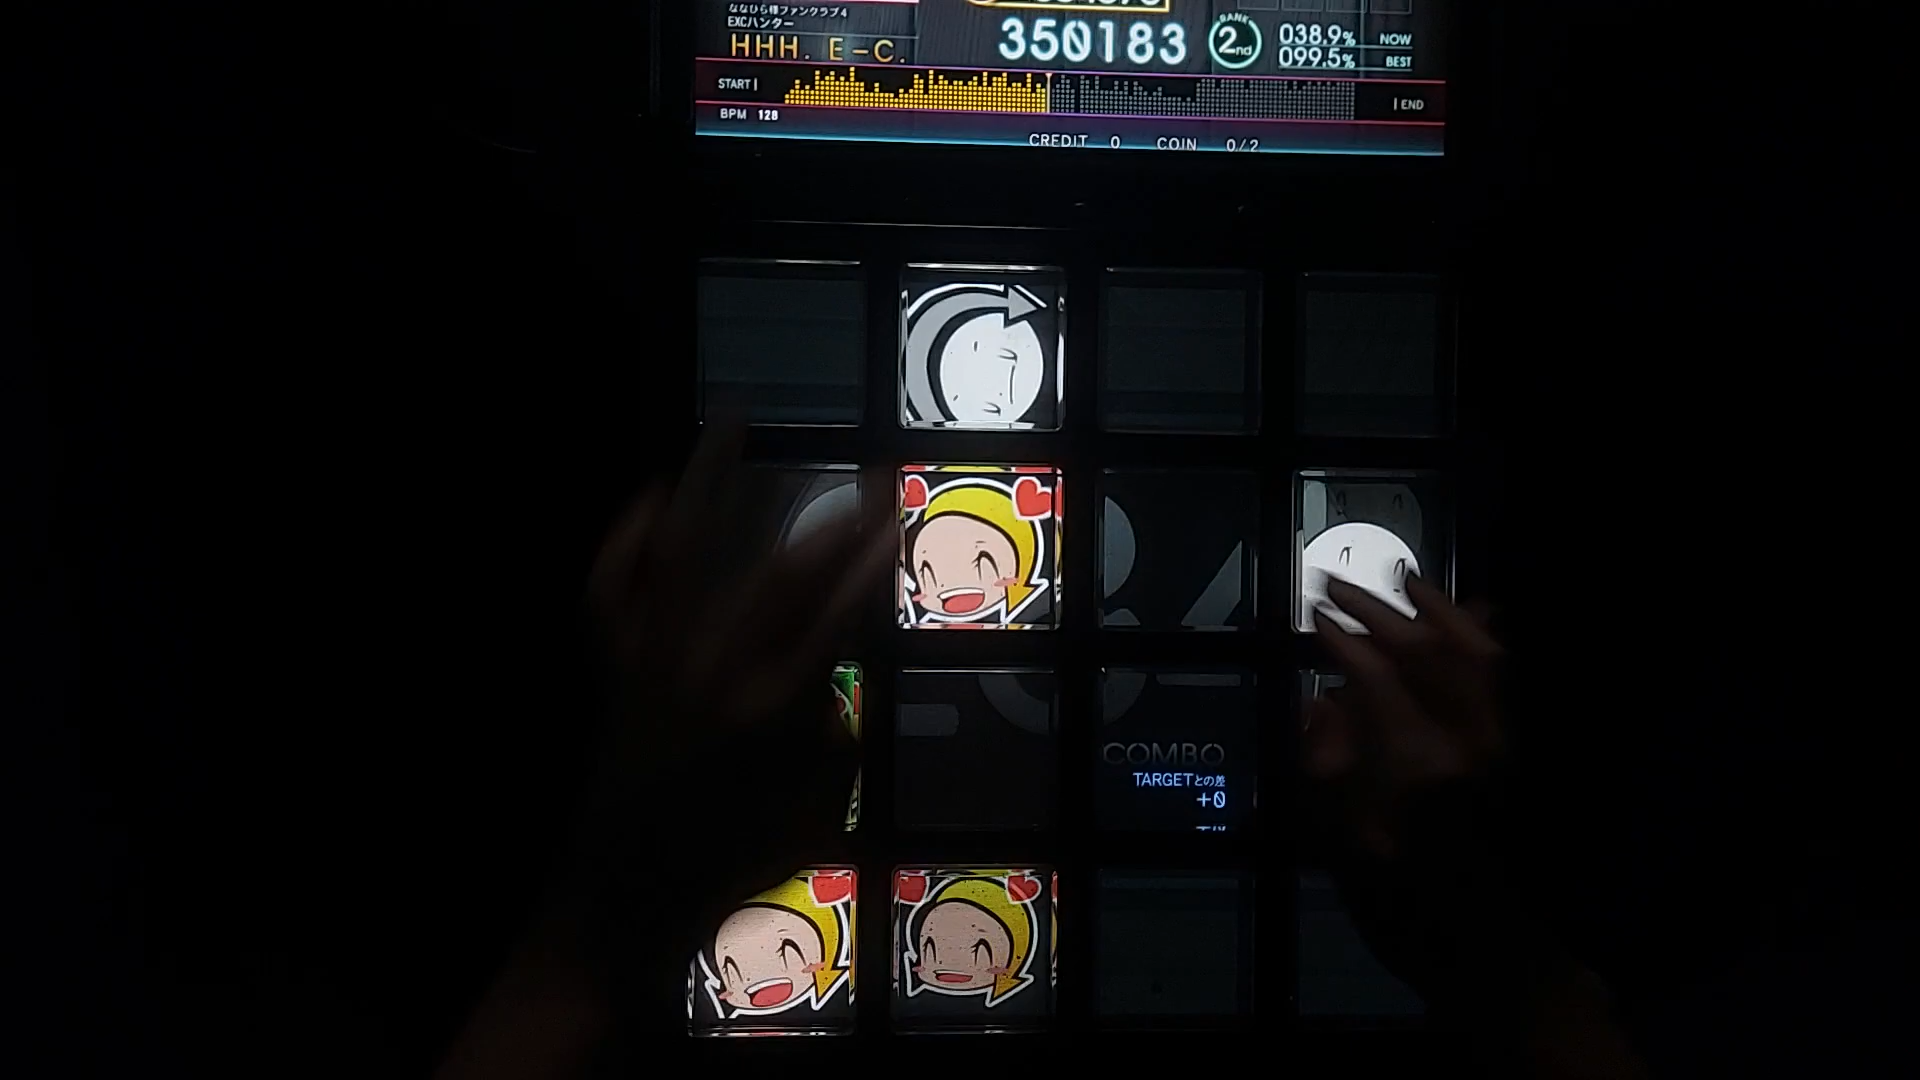 ななひら様ファンクラブ4
EXCハンター
HHH. E-C.
350183
RANK
2nd
038.9% NOW
099.5% BEST
START
END
BPM 128
CREDIT 0 COIN 0/2
COMBO
TARGETとの差
+0